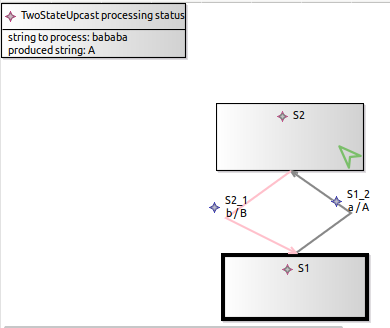 TwoStateUpcast processing status
string to process: bababa
produced string: A
S2
S2_1
b/B
S1_2
a/A
S1